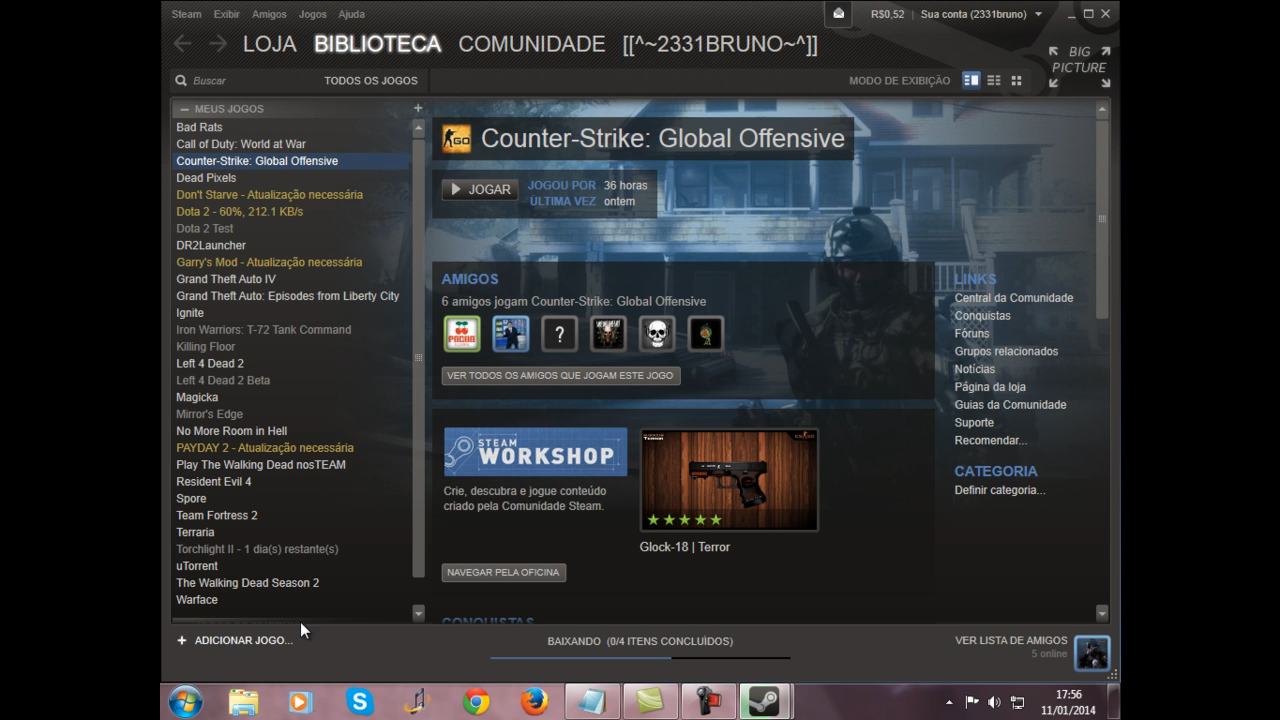 Steam Exibir Amigos Jogos Ajuda
R$0,52 | Sua conta (2331bruno)
LOJA BIBLIOTECA COMUNIDADE [[^~2331BRUNO~^]]
BIG PICTURE
Buscar TODOS OS JOGOS
MODO DE EXIBIÇÃO
MEUS JOGOS
Bad Rats
Call of Duty: World at War
Counter-Strike: Global Offensive
Dead Pixels
Don't Starve - Atualização necessária
Dota 2 - 60%, 212.1 KB/s
Dota 2 Test
DR2Launcher
Garry's Mod - Atualização necessária
Grand Theft Auto IV
Grand Theft Auto: Episodes from Liberty City
Ignite
Iron Warriors: T-72 Tank Command
Killing Floor
Left 4 Dead 2
Left 4 Dead 2 Beta
Magicka
Mirror's Edge
No More Room in Hell
PAYDAY 2 - Atualização necessária
Play The Walking Dead nosTEAM
Resident Evil 4
Spore
Team Fortress 2
Terraria
Torchlight II - 1 dia(s) restante(s)
uTorrent
The Walking Dead Season 2
Warface
+ ADICIONAR JOGO...
GO Counter-Strike: Global Offensive
JOGAR
JOGOU POR 36 horas
ÚLTIMA VEZ ontem
AMIGOS
6 amigos jogam Counter-Strike: Global Offensive
PACHA
?
VER TODOS OS AMIGOS QUE JOGAM ESTE JOGO
STEAM
WORKSHOP
Crie, descubra e jogue conteúdo
criado pela Comunidade Steam.
Glock-18 | Terror
NAVEGAR PELA OFICINA
CONQUISTAS
LINKS
Central da Comunidade
Conquistas
Fóruns
Grupos relacionados
Notícias
Página da loja
Guias da Comunidade
Suporte
Recomendar...
CATEGORIA
Definir categoria...
BAIXANDO (0/4 ITENS CONCLUÍDOS)
VER LISTA DE AMIGOS
5 online
17:56
11/01/2014